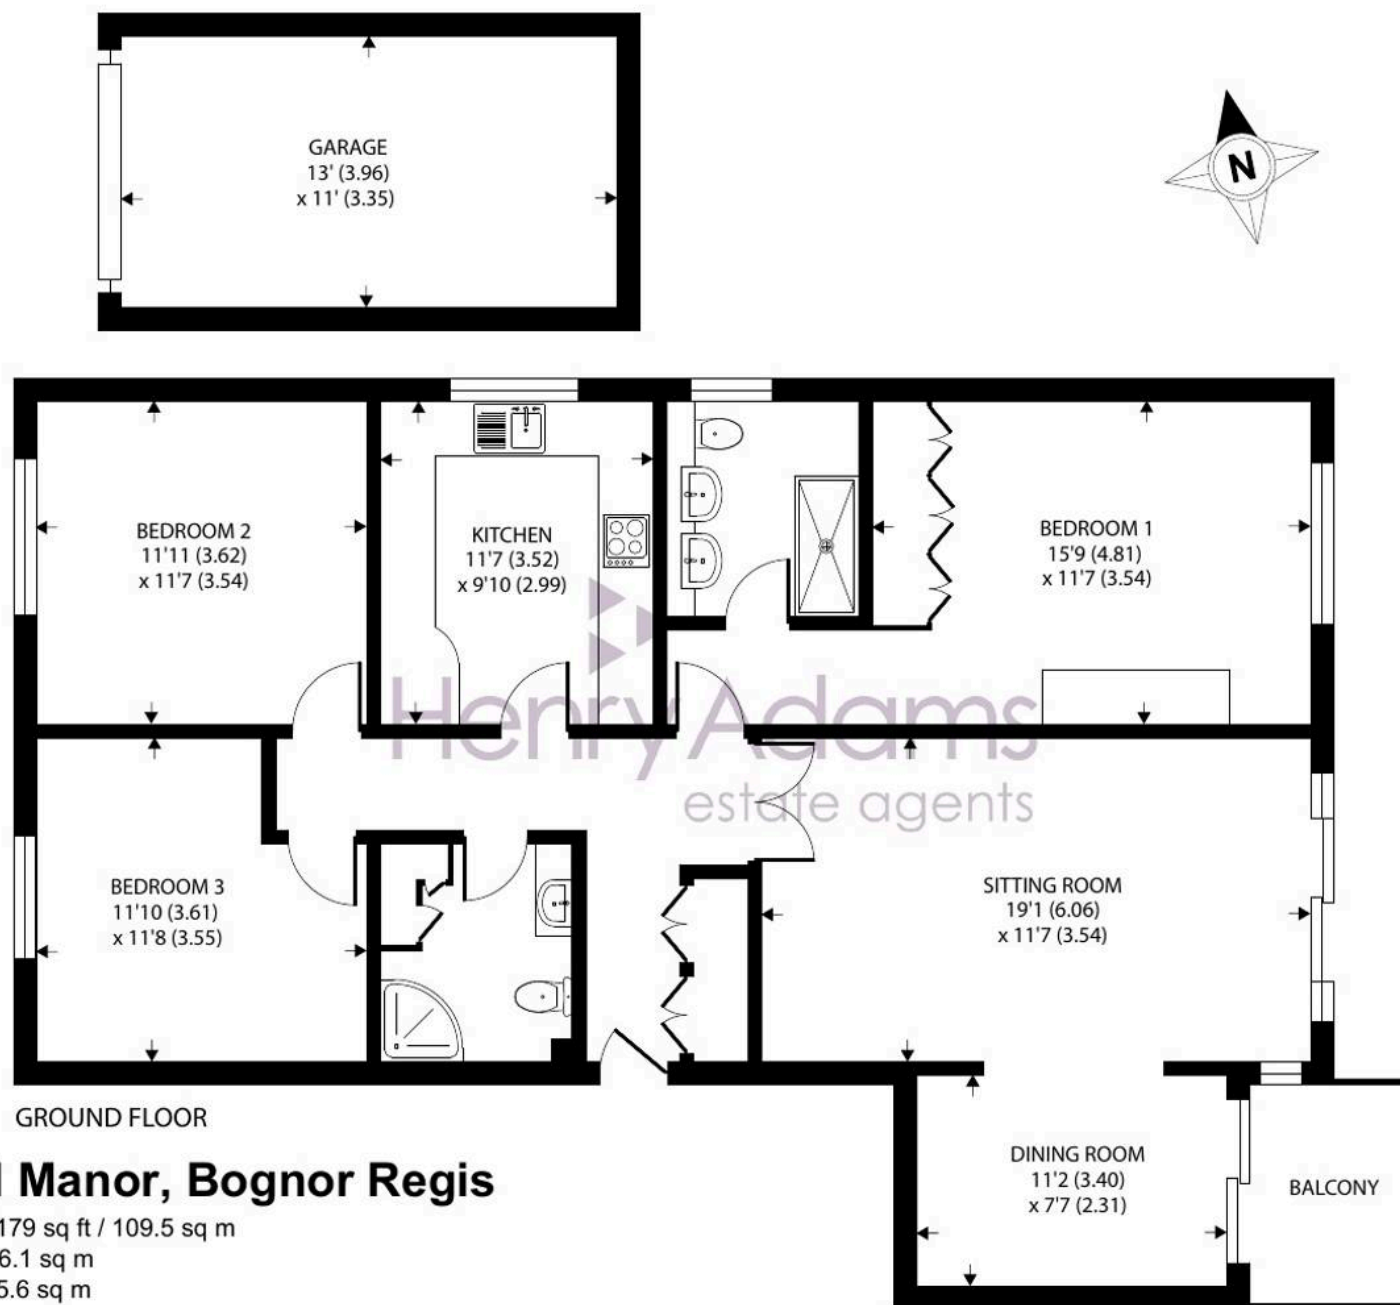 GARAGE
13' (3.96)
x 11' (3.35)
N
BEDROOM 2
11'11 (3.62)
x 11'7 (3.54)
KITCHEN
11'7 (3.52)
x 9'10 (2.99)
BEDROOM 1
15'9 (4.81)
x 11'7 (3.54)
HenryAdams
estate agents
BEDROOM 3
11'10 (3.61)
x 11'8 (3.55)
SITTING ROOM
19'1 (6.06)
x 11'7 (3.54)
DINING ROOM
11'2 (3.40)
x 7'7 (2.31)
BALCONY
GROUND FLOOR
Manor, Bognor Regis
179 sq ft / 109.5 sq m
6.1 sq m
5.6 sq m